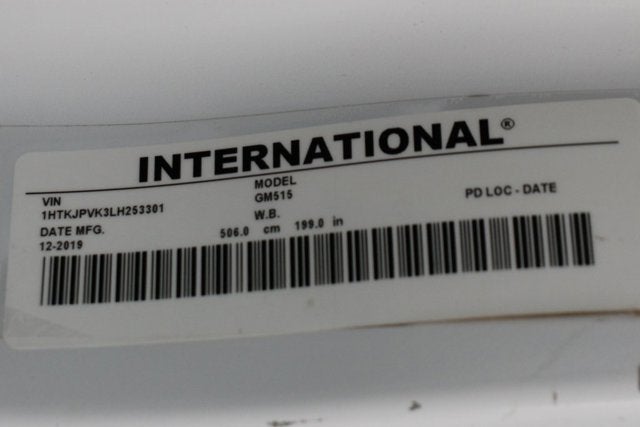 INTERNATIONAL®
VIN
1HTKJPVK3LH253301
MODEL
GM515
PD LOC - DATE
DATE MFG.
12-2019
W.B.
506.0 cm 199.0 in